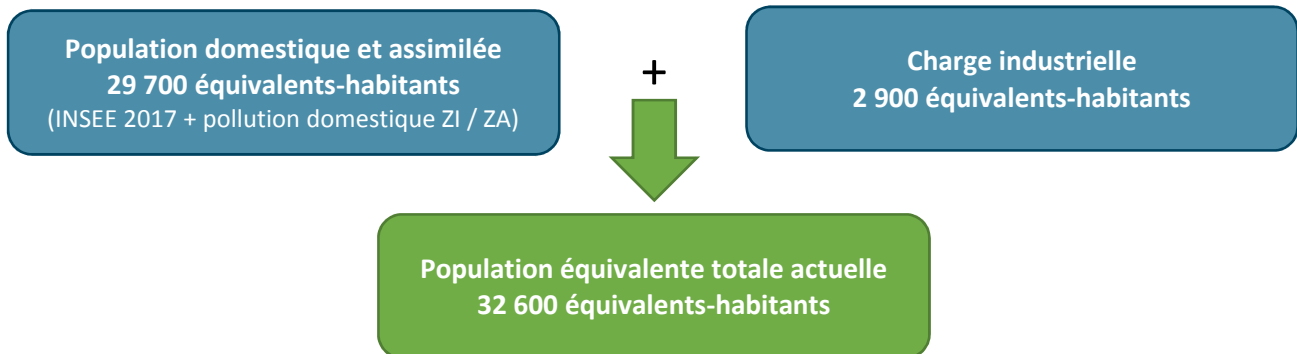 Population domestique et assimilée
29 700 équivalents-habitants
(INSEE 2017 + pollution domestique ZI / ZA)
+
Charge industrielle
2 900 équivalents-habitants
Population équivalente totale actuelle
32 600 équivalents-habitants